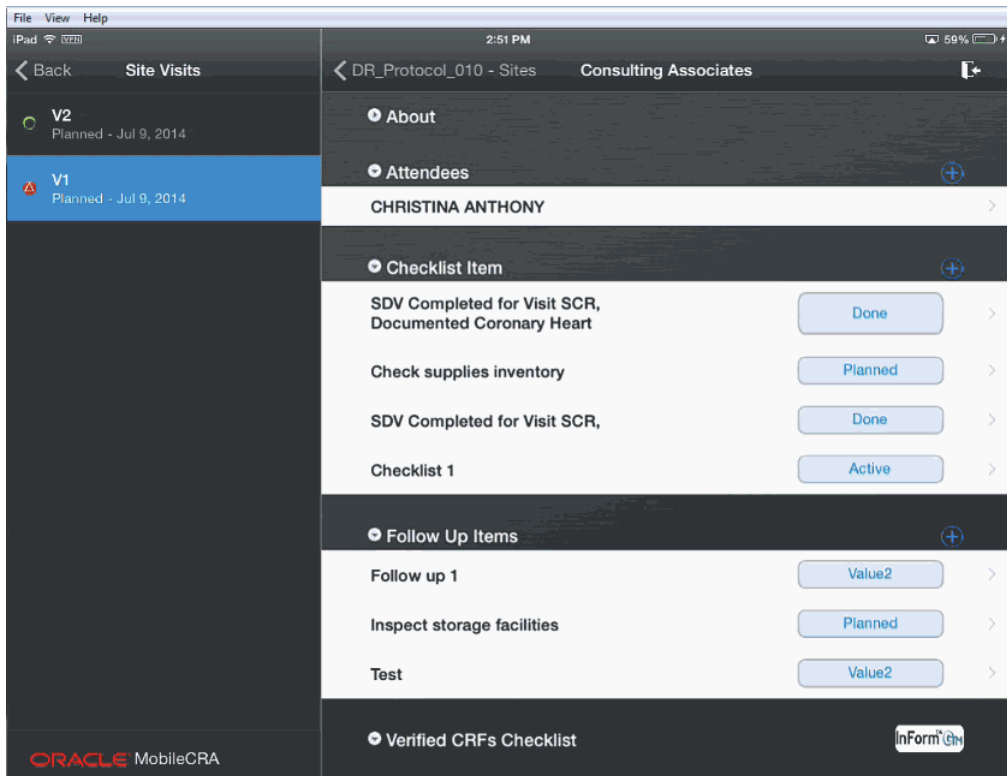 File View Help
iPad VPN 2:51 PM 59%
Back Site Visits DR_Protocol_010 - Sites Consulting Associates
V2
Planned - Jul 9, 2014
V1
Planned - Jul 9, 2014
About
Attendees
CHRISTINA ANTHONY
Checklist Item
SDV Completed for Visit SCR,
Documented Coronary Heart
Done
Check supplies inventory Planned
SDV Completed for Visit SCR, Done
Checklist 1 Active
Follow Up Items
Follow up 1 Value2
Inspect storage facilities Planned
Test Value2
Verified CRFs Checklist InForm GTM
ORACLE MobileCRA